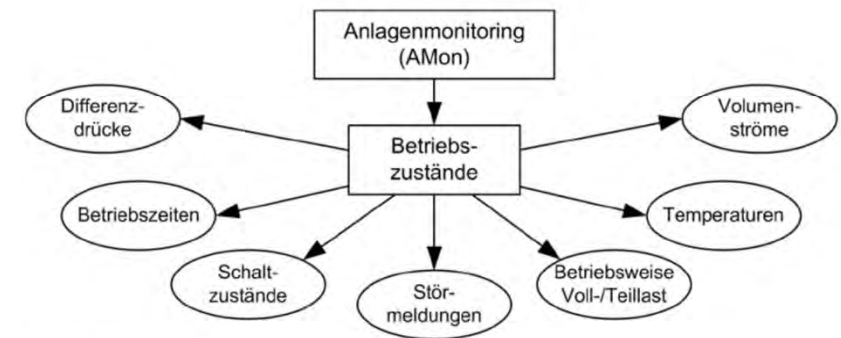 Anlagenmonitoring
(AMon)
Differenz-
drücke
Volumen-
ströme
Betriebs-
zustände
Betriebszeiten
Temperaturen
Schalt-
zustände
Stör-
meldungen
Betriebsweise
Voll-/Teillast